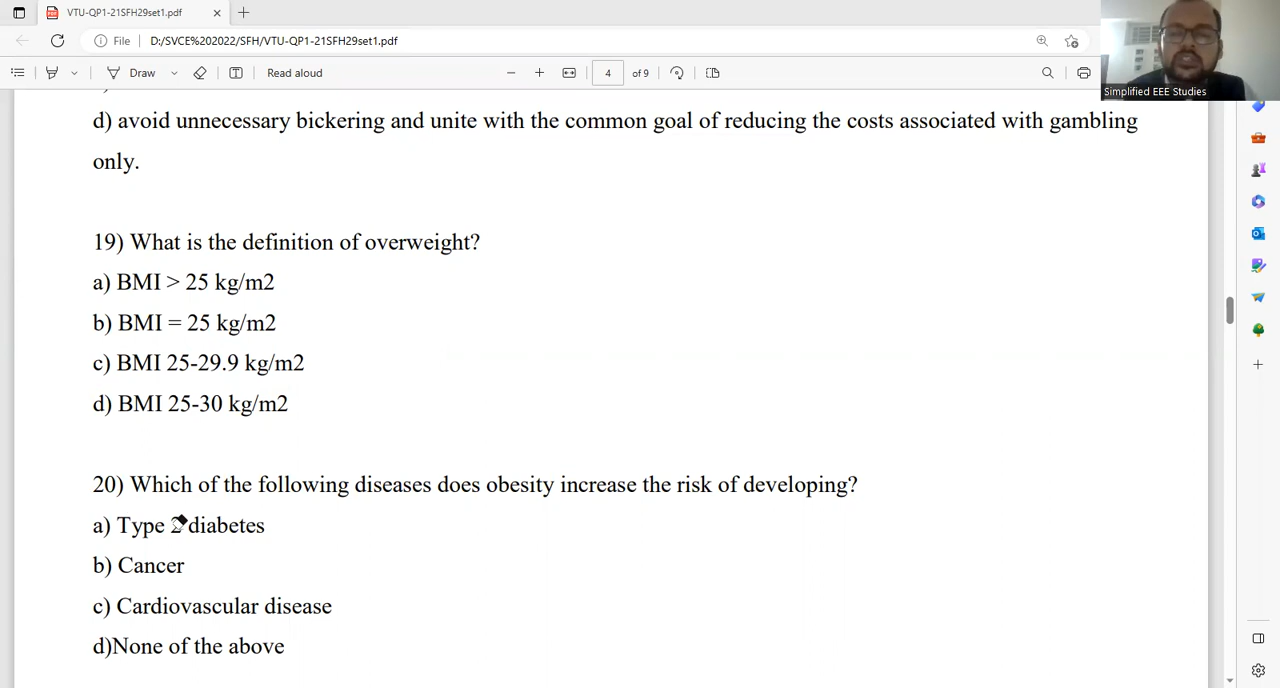 VTU-QP1-21SFH29set1.pdf
File D:/SVCE%202022/SFH/VTU-QP1-21SFH29set1.pdf
Draw Read aloud 4 of 9
Simplified EEE Studies
d) avoid unnecessary bickering and unite with the common goal of reducing the costs associated with gambling
only.
19) What is the definition of overweight?
a) BMI > 25 kg/m2
b) BMI = 25 kg/m2
c) BMI 25-29.9 kg/m2
d) BMI 25-30 kg/m2
20) Which of the following diseases does obesity increase the risk of developing?
a) Type 2 diabetes
b) Cancer
c) Cardiovascular disease
d)None of the above